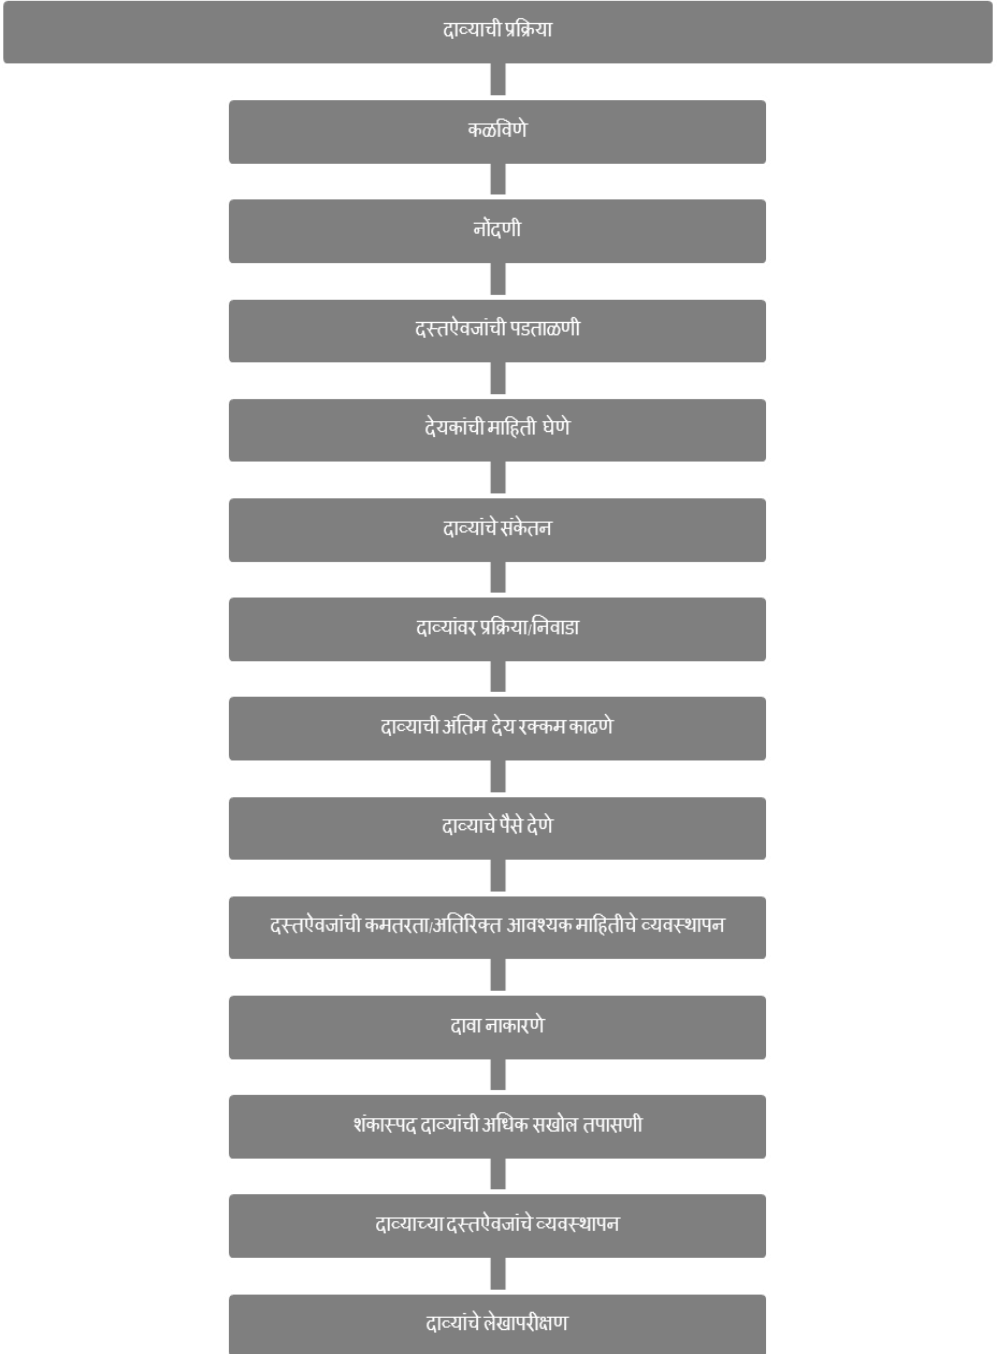 दाव्याची प्रक्रिया
कळविणे
नोंदणी
दस्तऐवजांची पडताळणी
देयकांची माहिती घेणे
दाव्यांचे संकेतन
दाव्यांवर प्रक्रिया/निवाडा
दाव्याची अंतिम देय रक्कम काढणे
दाव्याचे पैसे देणे
दस्तऐवजांची कमतरता/अतिरिक्त आवश्यक माहितीचे व्यवस्थापन
दावा नाकारणे
शंकास्पद दाव्यांची अधिक सखोल तपासणी
दाव्याच्या दस्तऐवजांचे व्यवस्थापन
दाव्यांचे लेखापरीक्षण